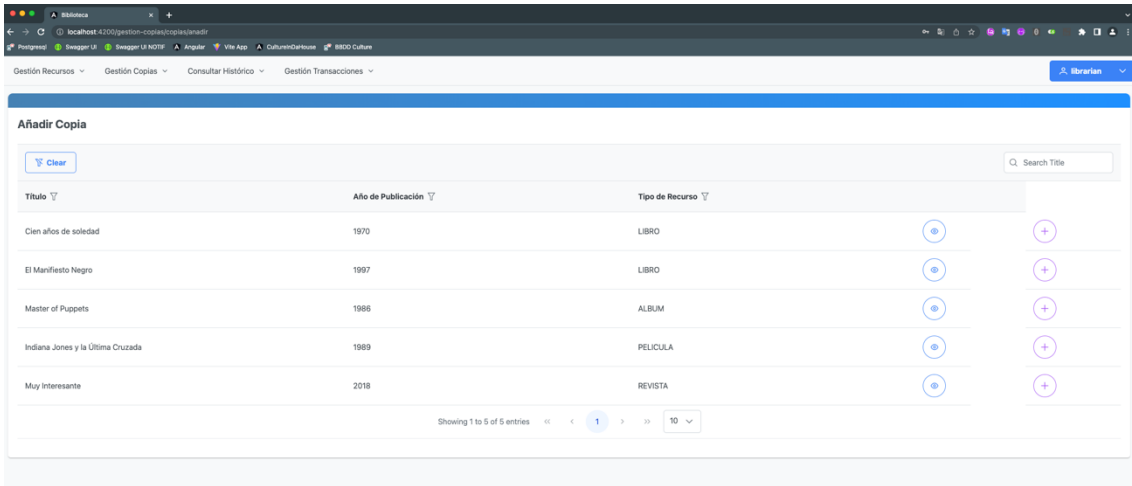 Biblioteca
localhost:4200/gestion-copias/copias/anadir
Postgresql Swagger UI Swagger UI NOTIF Angular Vite App CultureInDaHouse BBDD Culture
Gestión Recursos Gestión Copias Consultar Histórico Gestión Transacciones librarian
Añadir Copia
Clear Search Title
Título Año de Publicación Tipo de Recurso
Cien años de soledad 1970 LIBRO
El Manifiesto Negro 1997 LIBRO
Master of Puppets 1986 ALBUM
Indiana Jones y la Última Cruzada 1989 PELICULA
Muy Interesante 2018 REVISTA
Showing 1 to 5 of 5 entries << < 1 > >> 10